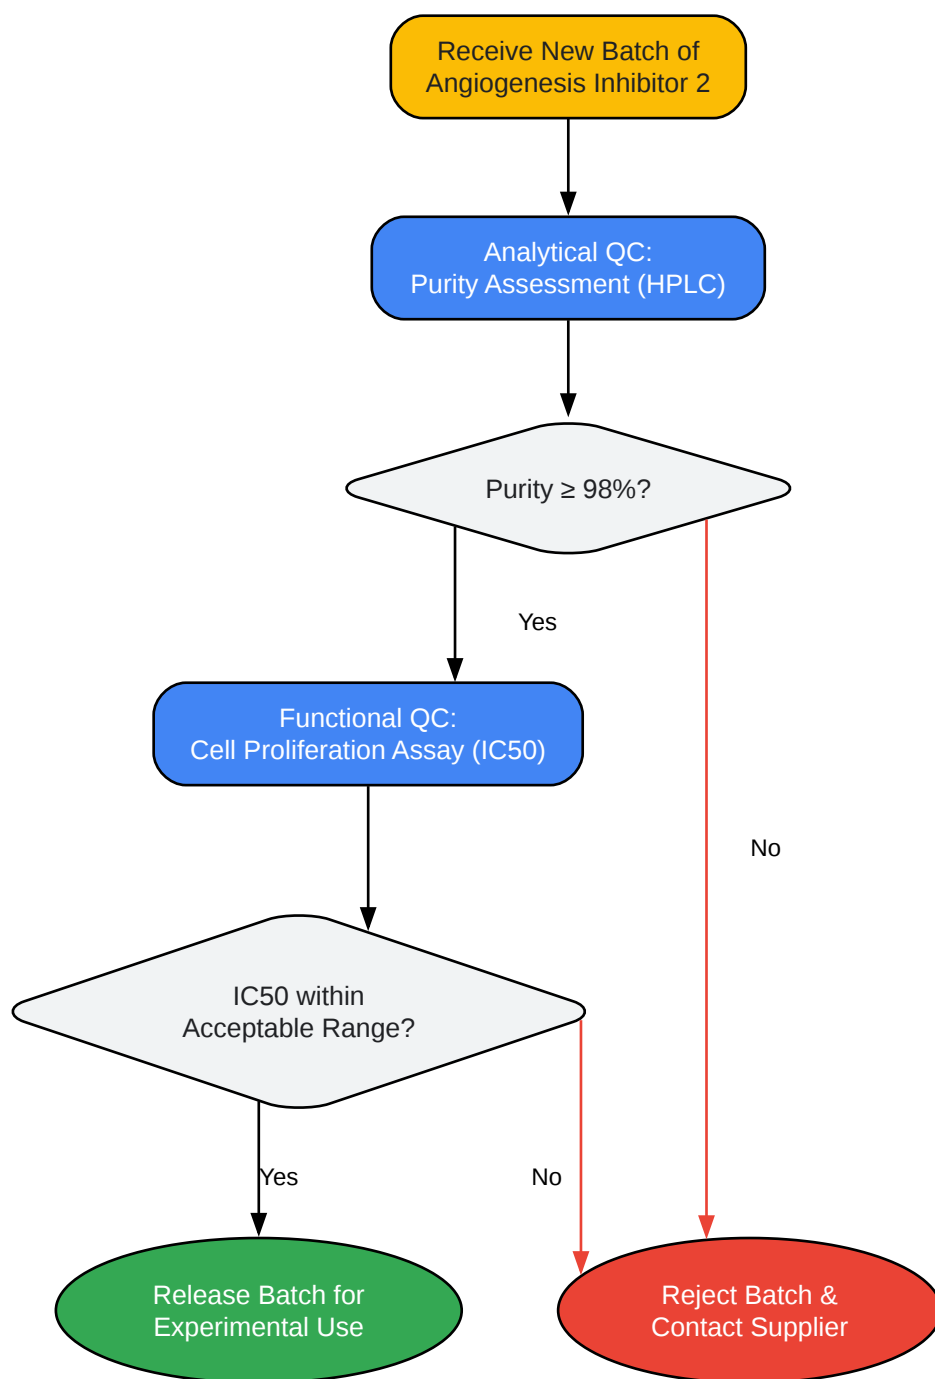 Receive New Batch of
Angiogenesis Inhibitor 2
Analytical QC:
Purity Assessment (HPLC)
Purity ≥ 98%?
Yes
Functional QC:
Cell Proliferation Assay (IC50)
No
IC50 within
Acceptable Range?
Yes
No
Release Batch for
Experimental Use
Reject Batch &
Contact Supplier